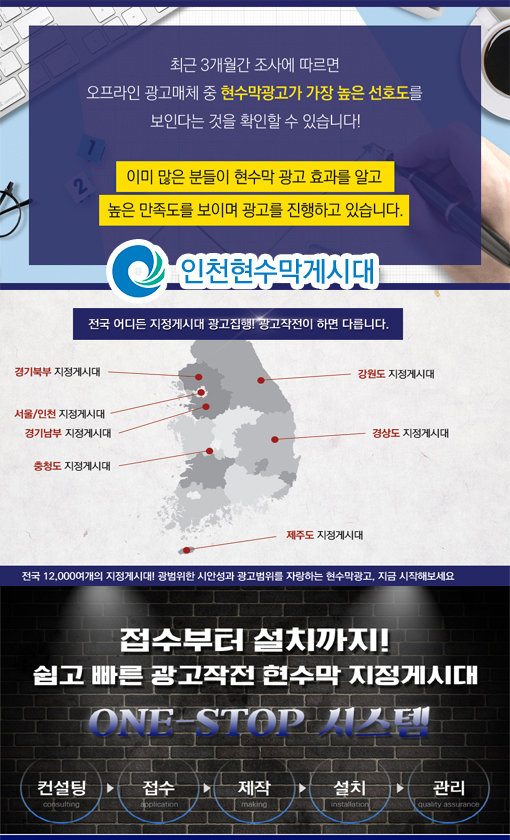 최근 3개월간 조사에 따르면
오프라인 광고매체 중 현수막광고가 가장 높은 선호도를
보인다는 것을 확인할 수 있습니다!
1
2
이미 많은 분들이 현수막 광고 효과를 알고
높은 만족도를 보이며 광고를 진행하고 있습니다.
인천현수막게시대
전국 어디든 지정게시대 광고집행! 광고작전이 하면 다릅니다.
경기북부 지정게시대
강원도 지정게시대
서울/인천 지정게시대
경기남부 지정게시대
경상도 지정게시대
충청도 지정게시대
제주도 지정게시대
전국 12,000여개의 지정게시대! 광범위한 시안성과 광고범위를 자랑하는 현수막광고, 지금 시작해보세요
접수부터 설치까지!
쉽고 빠른 광고작전 현수막 지정게시대
ONE-STOP 시스템
컨설팅 접수 제작 설치 관리
consulting application making installation quality assurance